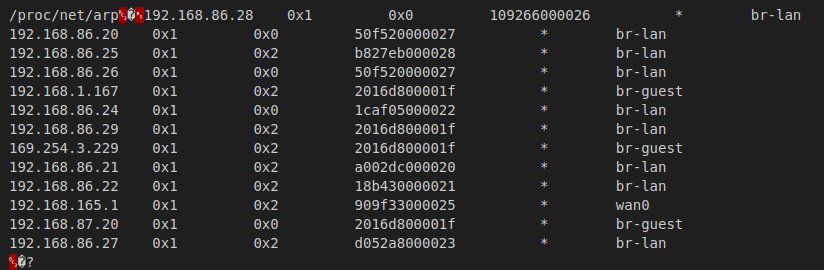 /proc/net/arp 192.168.86.28 0x1 0x0 109266000026 * br-lan
192.168.86.20 0x1 0x0 50f520000027 * br-lan
192.168.86.25 0x1 0x2 b827eb000028 * br-lan
192.168.86.26 0x1 0x0 50f520000027 * br-lan
192.168.1.167 0x1 0x2 2016d800001f * br-guest
192.168.86.24 0x1 0x0 1caf05000022 * br-lan
192.168.86.29 0x1 0x2 2016d800001f * br-lan
169.254.3.229 0x1 0x2 2016d800001f * br-guest
192.168.86.21 0x1 0x2 a002dc000020 * br-lan
192.168.86.22 0x1 0x2 18b430000021 * br-lan
192.168.165.1 0x1 0x2 909f33000025 * wan0
192.168.87.20 0x1 0x0 2016d800001f * br-guest
192.168.86.27 0x1 0x2 d052a8000023 * br-lan
?